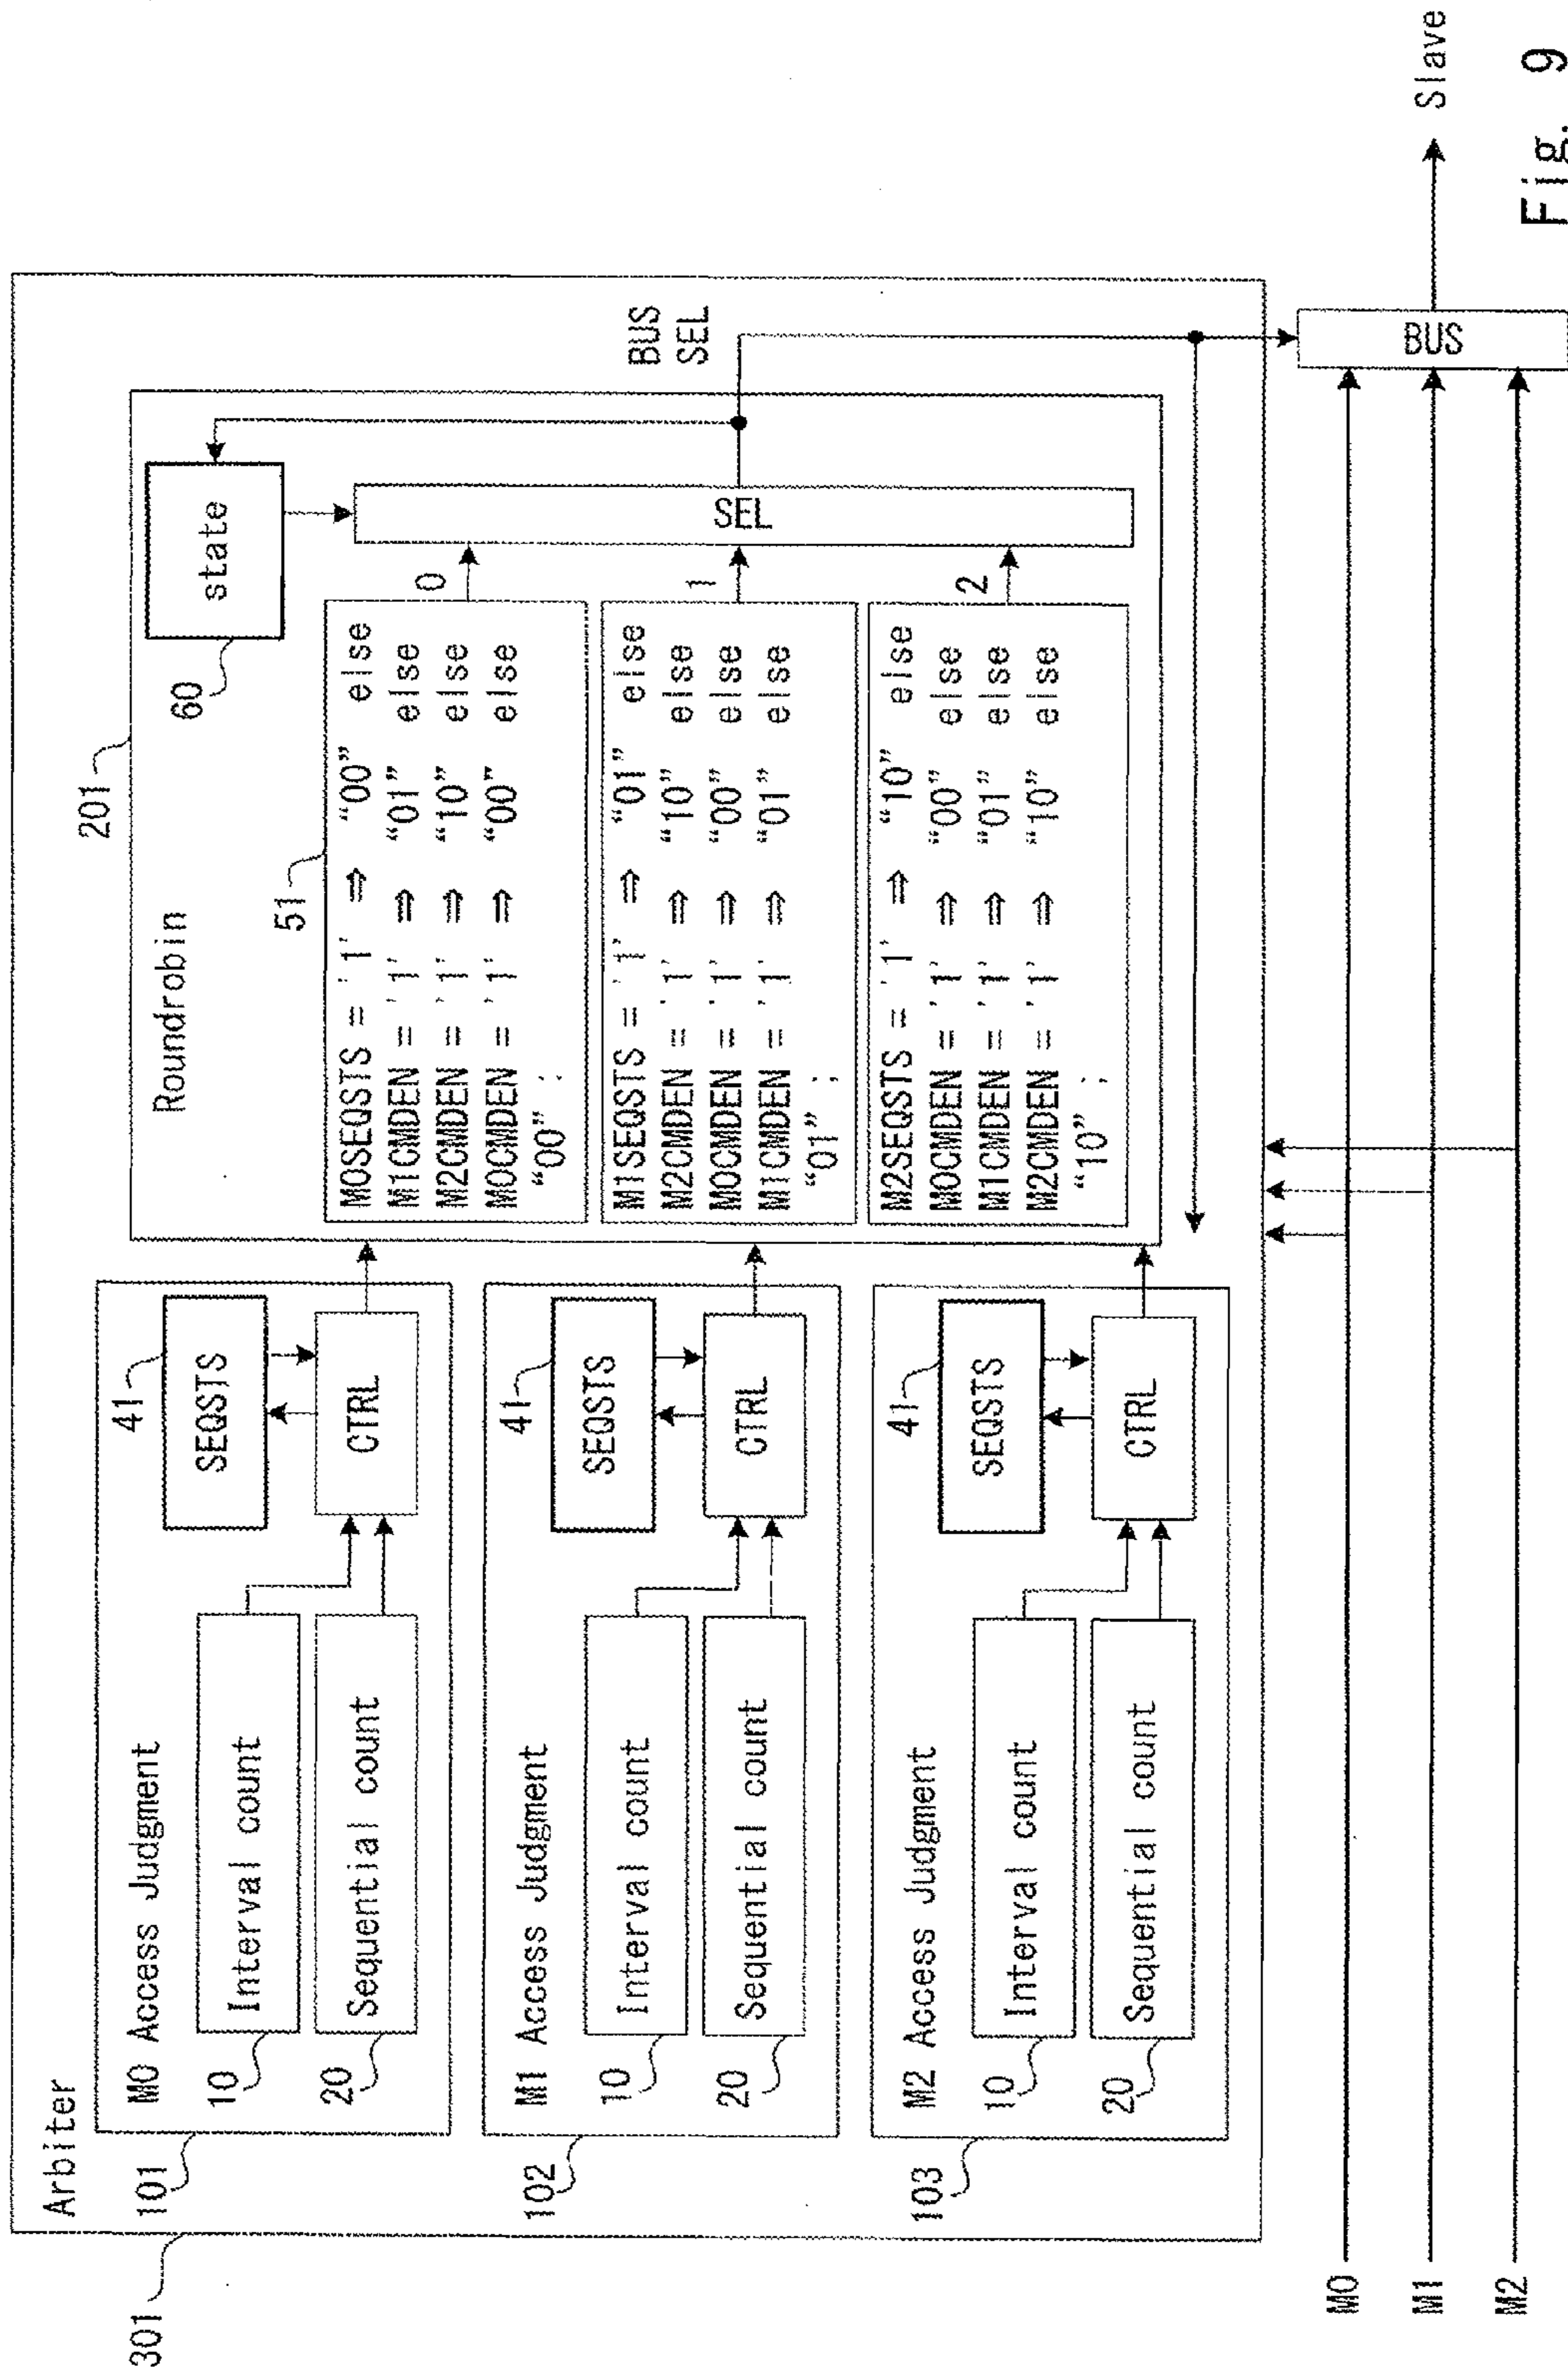 301
Arbiter
101
M0 Access Judgment
10
Interval count
20
Sequential count
41
SEQSTS
CTRL
102
M1 Access Judgment
10
Interval count
20
Sequential count
41
SEQSTS
CTRL
103
M2 Access Judgment
10
Interval count
20
Sequential count
41
SEQSTS
CTRL
201
Roundrobin
60
state
51
M0SEQSTS = '1' ⇒ “00” else
M1CMDEN = '1' ⇒ “01” else
M2CMDEN = '1' ⇒ “10” else
M0CMDEN = '1' ⇒ “00” else
“00” ;
0
M1SEQSTS = '1' ⇒ “01” else
M2CMDEN = '1' ⇒ “10” else
M0CMDEN = '1' ⇒ “00” else
M1CMDEN = '1' ⇒ “01” else
“01” ;
1
M2SEQSTS = '1' ⇒ “10” else
M0CMDEN = '1' ⇒ “00” else
M1CMDEN = '1' ⇒ “01” else
M2CMDEN = '1' ⇒ “10” else
“10” ;
2
SEL
BUS
SEL
M0
M1
M2
BUS
Slave
Fig. 9